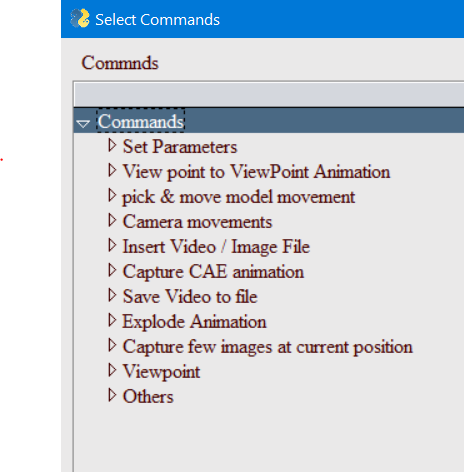 Select Commands
Commnds
Commands
Set Parameters
View point to ViewPoint Animation
pick & move model movement
Camera movements
Insert Video / Image File
Capture CAE animation
Save Video to file
Explode Animation
Capture few images at current position
Viewpoint
Others